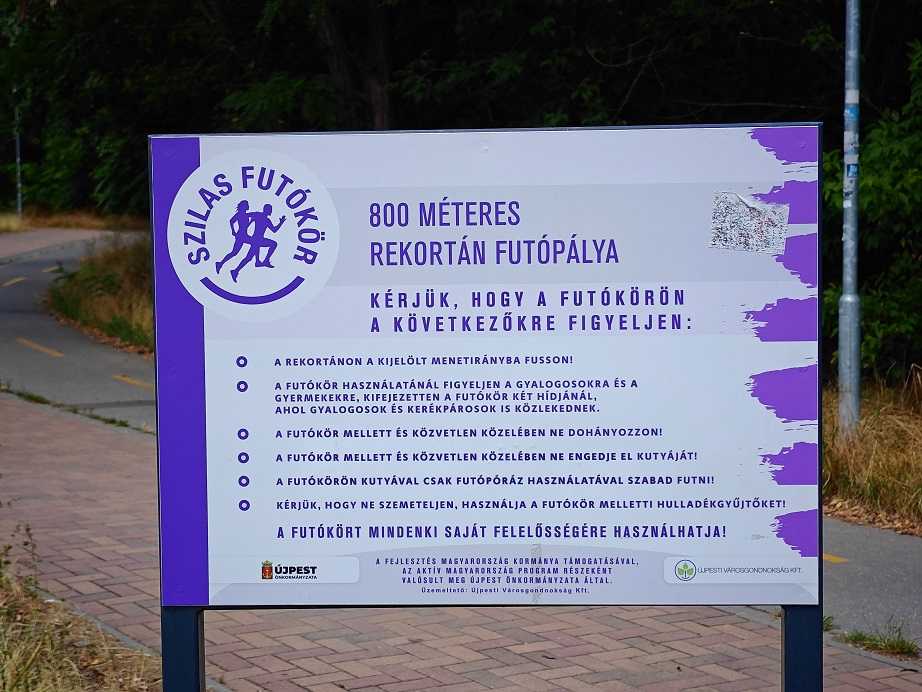 SZILAS FUTÓKÖR
800 MÉTERES
REKORTÁN FUTÓPÁLYA
KÉRJÜK, HOGY A FUTÓKÖRÖN
A KÖVETKEZŐKRE FIGYELJEN:
A REKORTÁNON A KIJELÖLT MENETIRÁNYBA FUSSON!
A FUTÓKÖR HASZNÁLATÁNÁL FIGYELJEN A GYALOGOSOKRA ÉS A
GYERMEKEKRE, KIFEJEZETTEN A FUTÓKÖR KÉT HÍDJÁNÁL,
AHOL GYALOGOSOK ÉS KERÉKPÁROSOK IS KÖZLEKEDNEK.
A FUTÓKÖR MELLETT ÉS KÖZVETLEN KÖZELÉBEN NE DOHÁNYOZZON!
A FUTÓKÖR MELLETT ÉS KÖZVETLEN KÖZELÉBEN NE ENGEDJE EL KUTYÁJÁT!
A FUTÓKÖRÖN KUTYÁVAL CSAK FUTÓPÓRÁZ HASZNÁLATÁVAL SZABAD FUTNI!
KÉRJÜK, HOGY NE SZEMETELJEN, HASZNÁLJA A FUTÓKÖR MELLETTI HULLADÉKGYŰJTŐKET!
A FUTÓKÖRT MINDENKI SAJÁT FELELŐSSÉGÉRE HASZNÁLHATJA!
ÚJPEST
ÖNKORMÁNYZATA
A FEJLESZTÉS MAGYARORSZÁG KORMÁNYA TÁMOGATÁSÁVAL,
AZ AKTÍV MAGYARORSZÁG PROGRAM RÉSZEKÉNT
VALÓSULT MEG ÚJPEST ÖNKORMÁNYZATA ÁLTAL.
Üzemeltető: Újpesti Városgondnokság Kft.
ÚJPESTI VÁROSGONDNOKSÁG KFT.